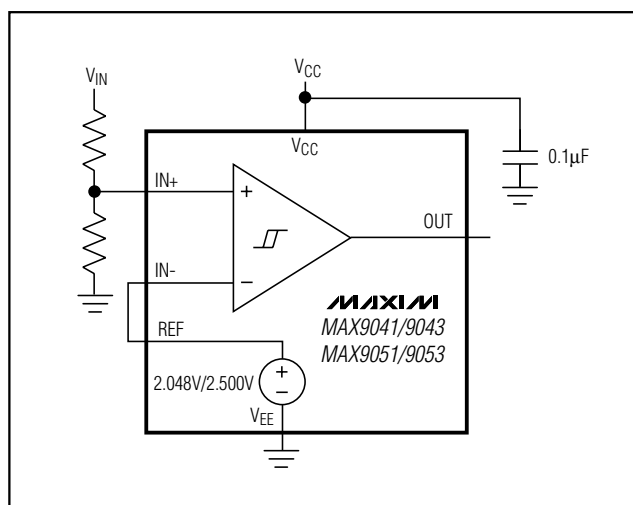 VCC
VIN
VCC
0.1µF
IN+
+
OUT
IN-
−
MAXIM
REF
MAX9041/9043
MAX9051/9053
+
2.048V/2.500V
−
VEE